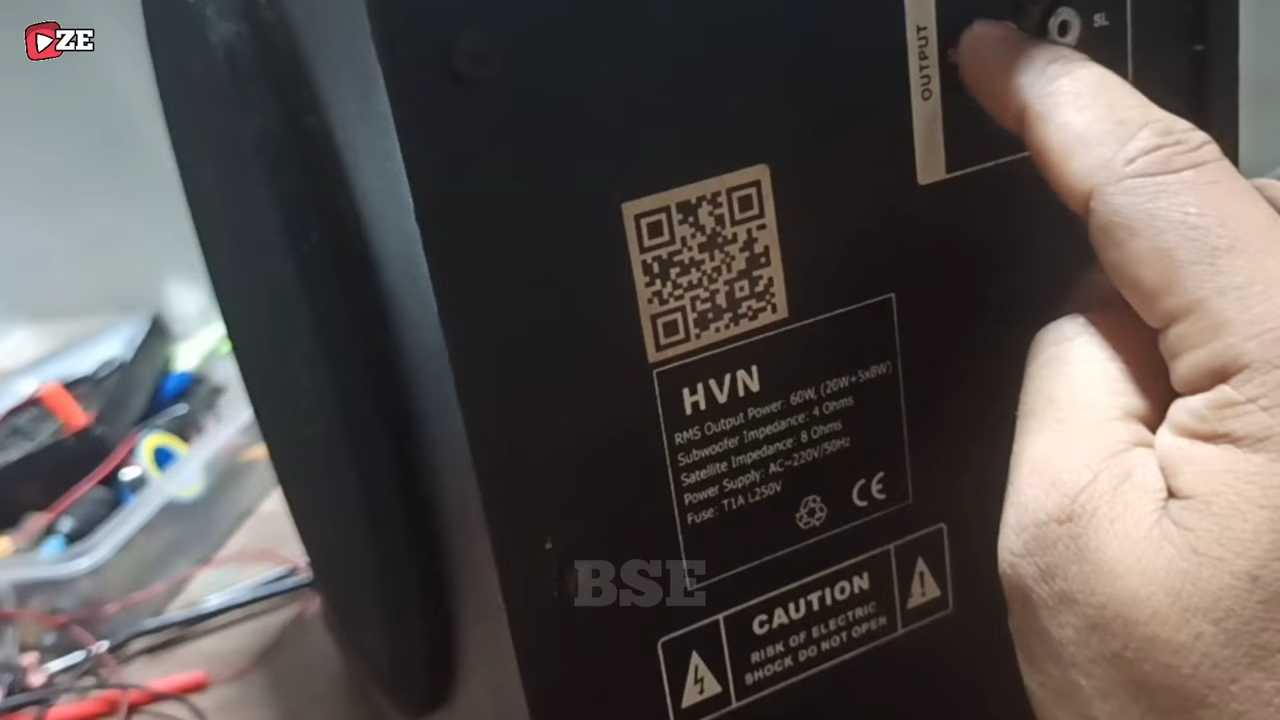 ZE
OUTPUT
SL
HVN
RMS Output Power: 60W, (20W+5x8W)
Subwoofer Impedance: 4 Ohms
Satellite Impedance: 8 Ohms
Power Supply: AC~220V/50Hz
Fuse: T1A L250V
CE
BSE
CAUTION
RISK OF ELECTRIC
SHOCK DO NOT OPEN